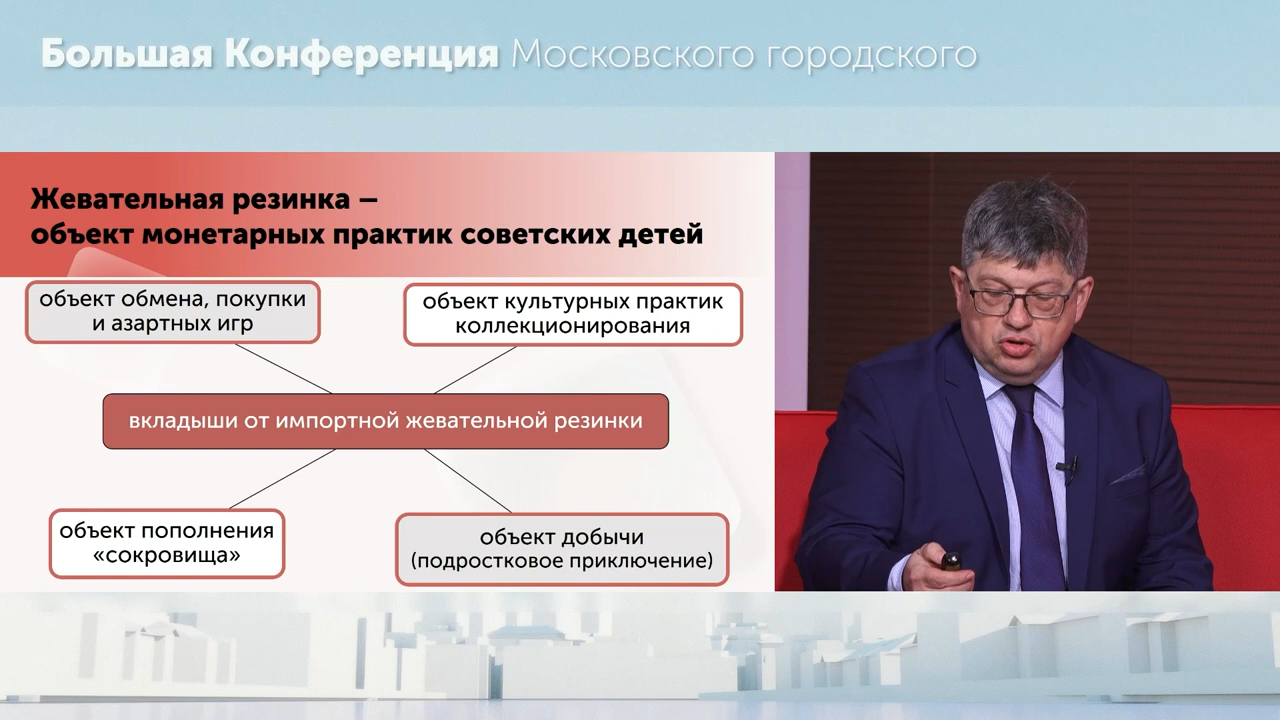 Большая Конференция Московского городского
Жевательная резинка –
объект монетарных практик советских детей
объект обмена, покупки
и азартных игр
объект культурных практик
коллекционирования
вкладыши от импортной жевательной резинки
объект пополнения
«сокровища»
объект добычи
(подростковое приключение)